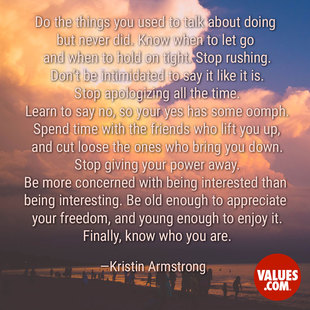 Do the things you used to talk about doing
but never did. Know when to let go
and when to hold on tight. Stop rushing.
Don't be intimidated to say it like it is.
Stop apologizing all the time.
Learn to say no, so your yes has some oomph.
Spend time with the friends who lift you up,
and cut loose the ones who bring you down.
Stop giving your power away.
Be more concerned with being interested than
being interesting. Be old enough to appreciate
your freedom, and young enough to enjoy it.
Finally, know who you are.
—Kristin Armstrong
VALUES
.COM